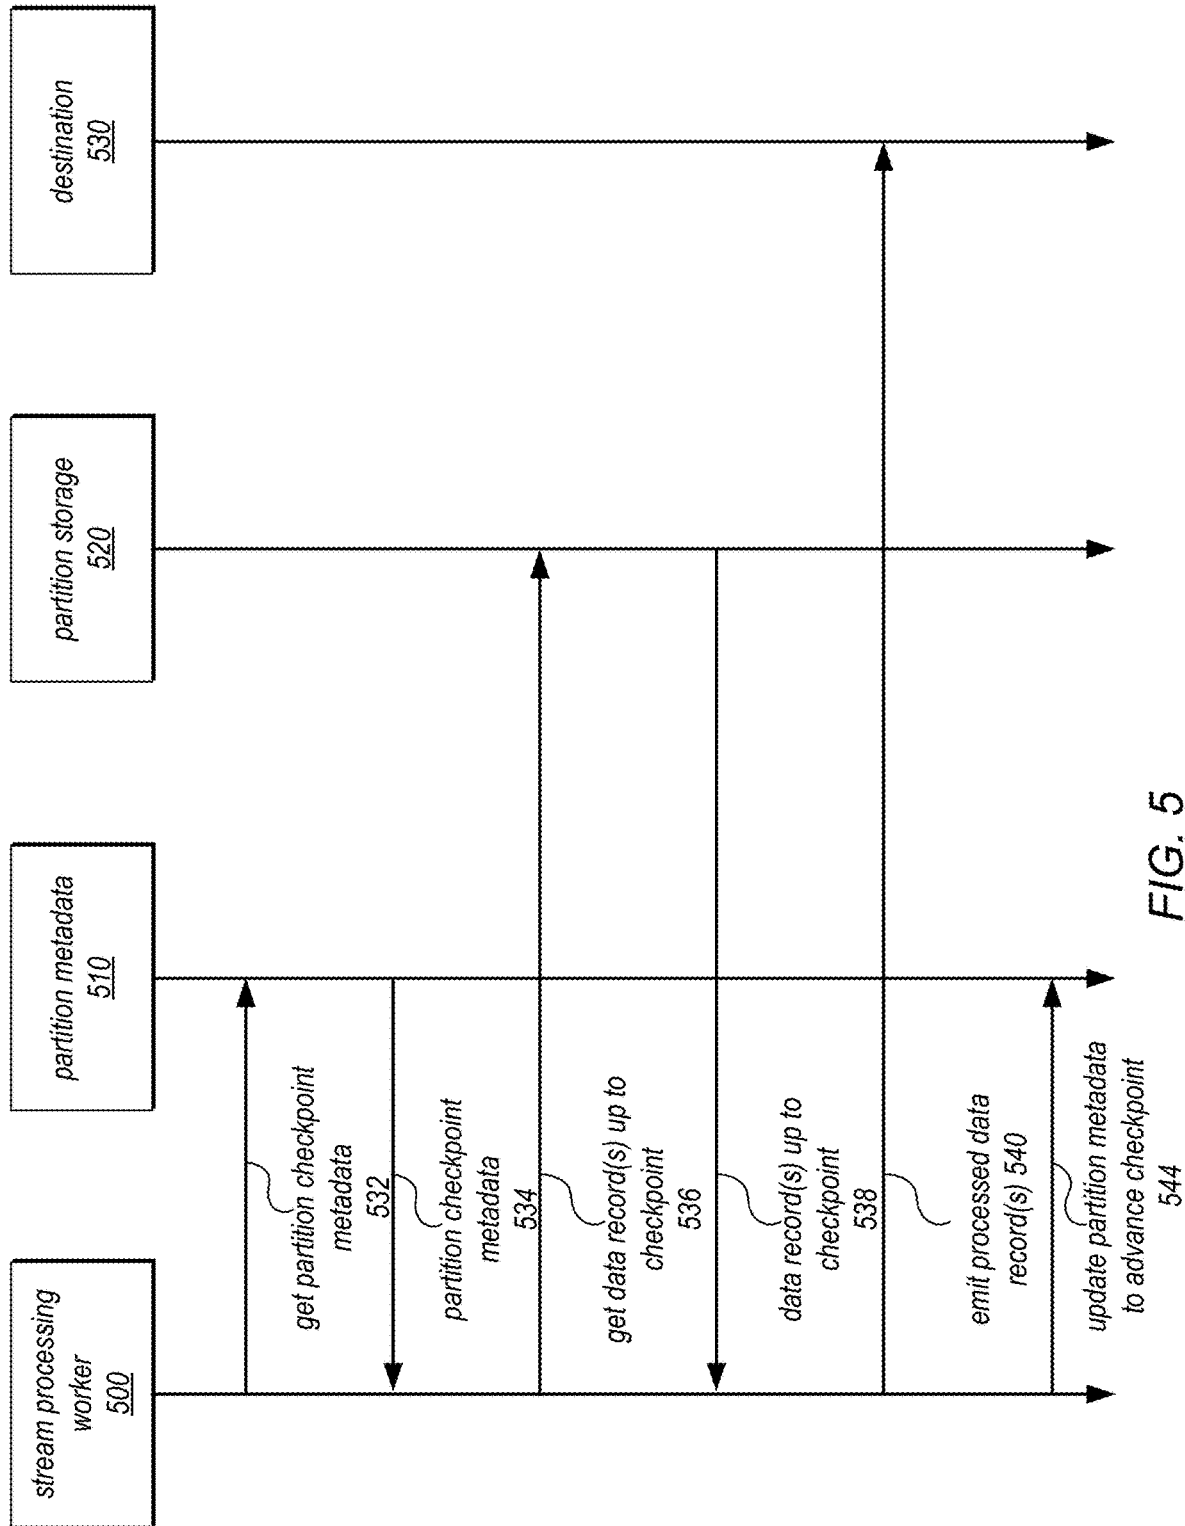 stream processing
worker
500
partition metadata
510
partition storage
520
destination
530
get partition checkpoint
metadata
532
partition checkpoint
metadata
534
get data record(s) up to
checkpoint
536
data record(s) up to
checkpoint
538
emit processed data
record(s) 540
update partition metadata
to advance checkpoint
544
FIG. 5